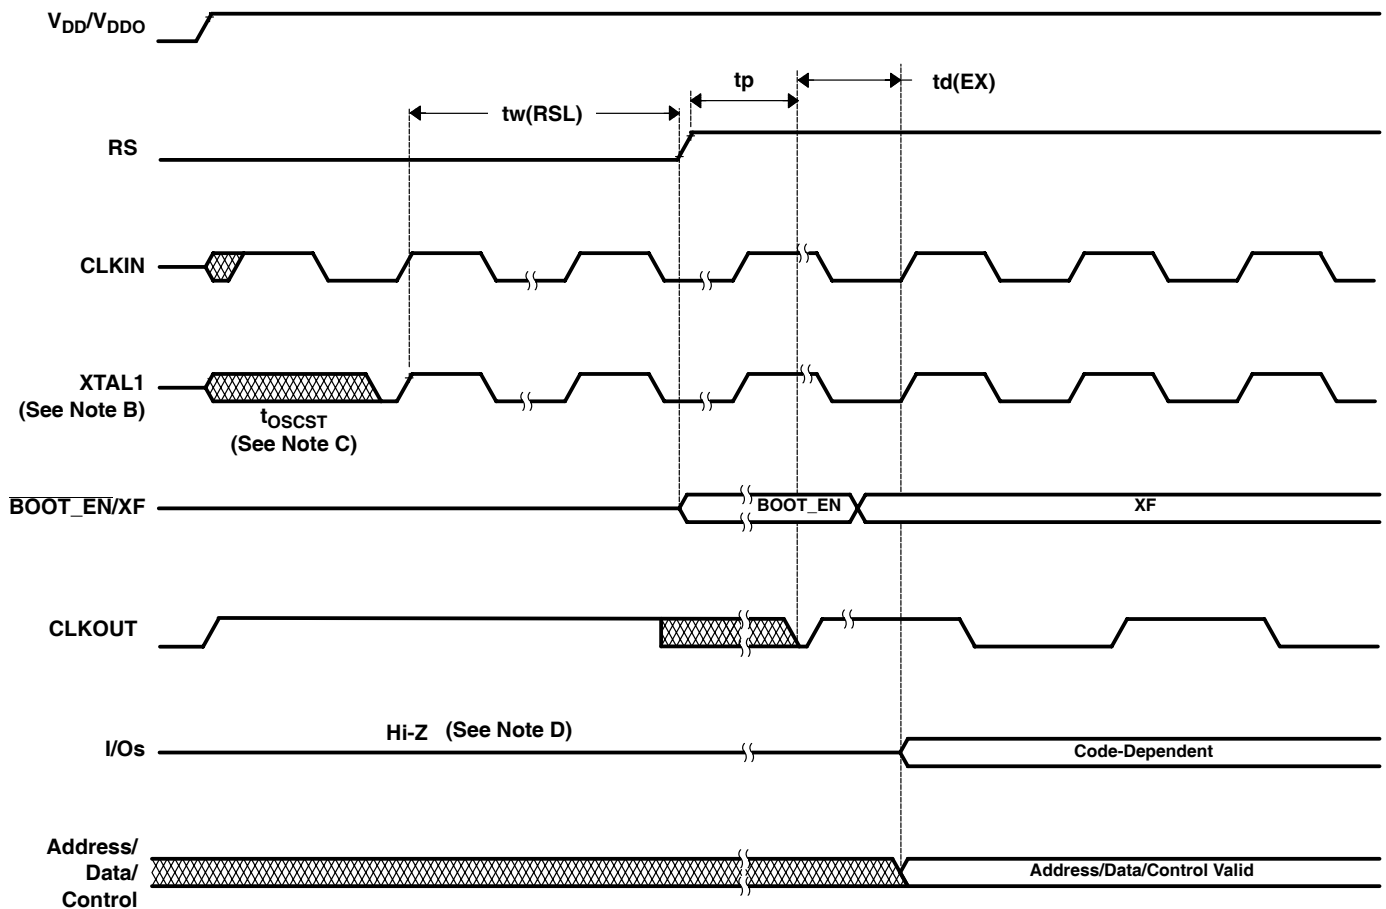 VDD/VDDO
tp
td(EX)
tw(RSL)
RS
CLKIN
XTAL1
(See Note B)
tOSCST
(See Note C)
BOOT_EN/XF
BOOT_EN
XF
CLKOUT
Hi-Z (See Note D)
I/Os
Code-Dependent
Address/
Data/
Control
Address/Data/Control Valid